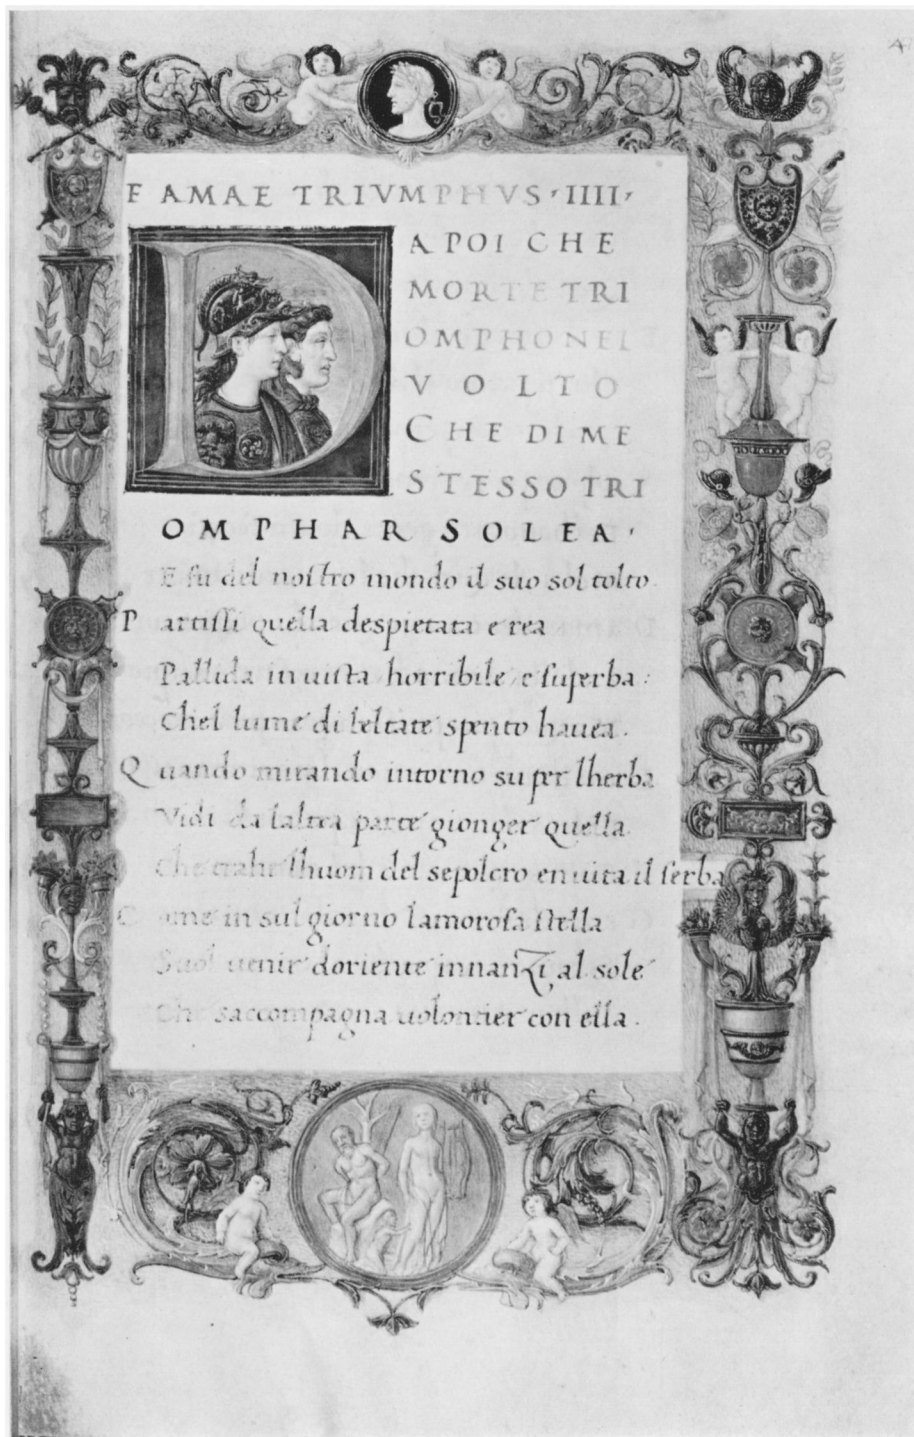 FAMAE TRIVMPHVS · IIII ·
DA POI CHE
MORTE TRI
OMPHO NEL
VOLTO
CHE DI ME
STESSO TRI
OMPHAR SOLEA ·
E fu del nostro mondo il suo sol tolto .
Partissi quella despietata e rea
Pallida in uista horribile e superba :
Chel lume di beltate spento hauea .
Quando mirando intorno su per lherba
Vidi da laltra parte gionger quella
Che trahe lhuom del sepolcro en uita il serba
Come in sul giorno lamorosa stella
Suol uenir doriente innanzi al sole
Che saccompagna uolontier con ella .